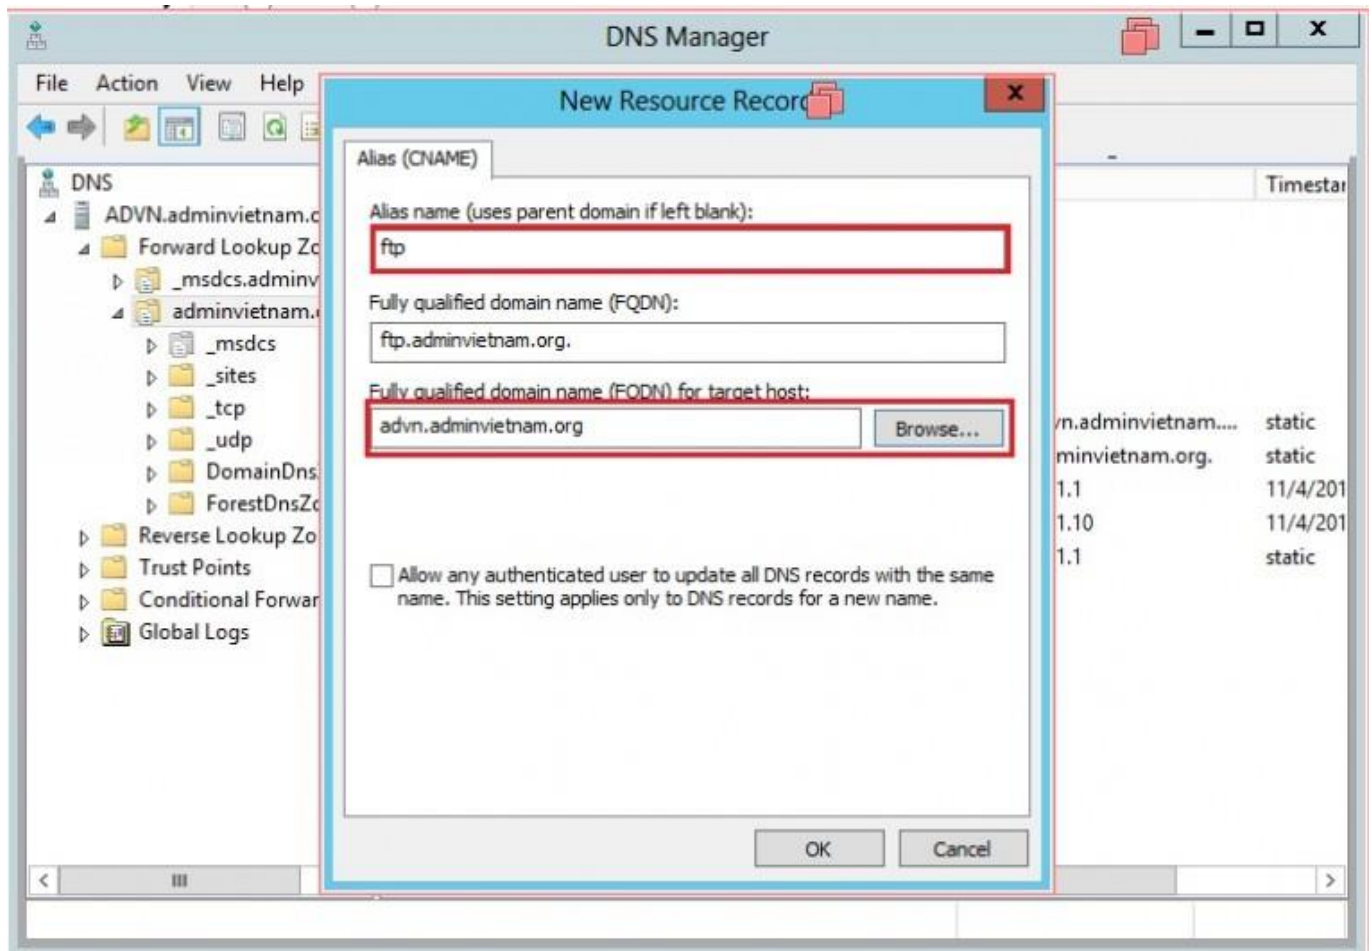 DNS Manager
File Action View Help
New Resource Record
Alias (CNAME)
DNS
Timestar
ADVN.adminvietnam.c
Alias name (uses parent domain if left blank):
Forward Lookup Zo
ftp
_msdcs.adminv
Fully qualified domain name (FQDN):
adminvietnam.
ftp.adminvietnam.org.
_msdcs
_sites
Fully qualified domain name (FQDN) for target host:
_tcp
advn.adminvietnam.org
Browse...
vn.adminvietnam.... static
_udp
minvietnam.org. static
DomainDns
1.1 11/4/201
ForestDnsZo
1.10 11/4/201
Reverse Lookup Zo
1.1 static
Trust Points
Allow any authenticated user to update all DNS records with the same
name. This setting applies only to DNS records for a new name.
Conditional Forwar
Global Logs
OK
Cancel